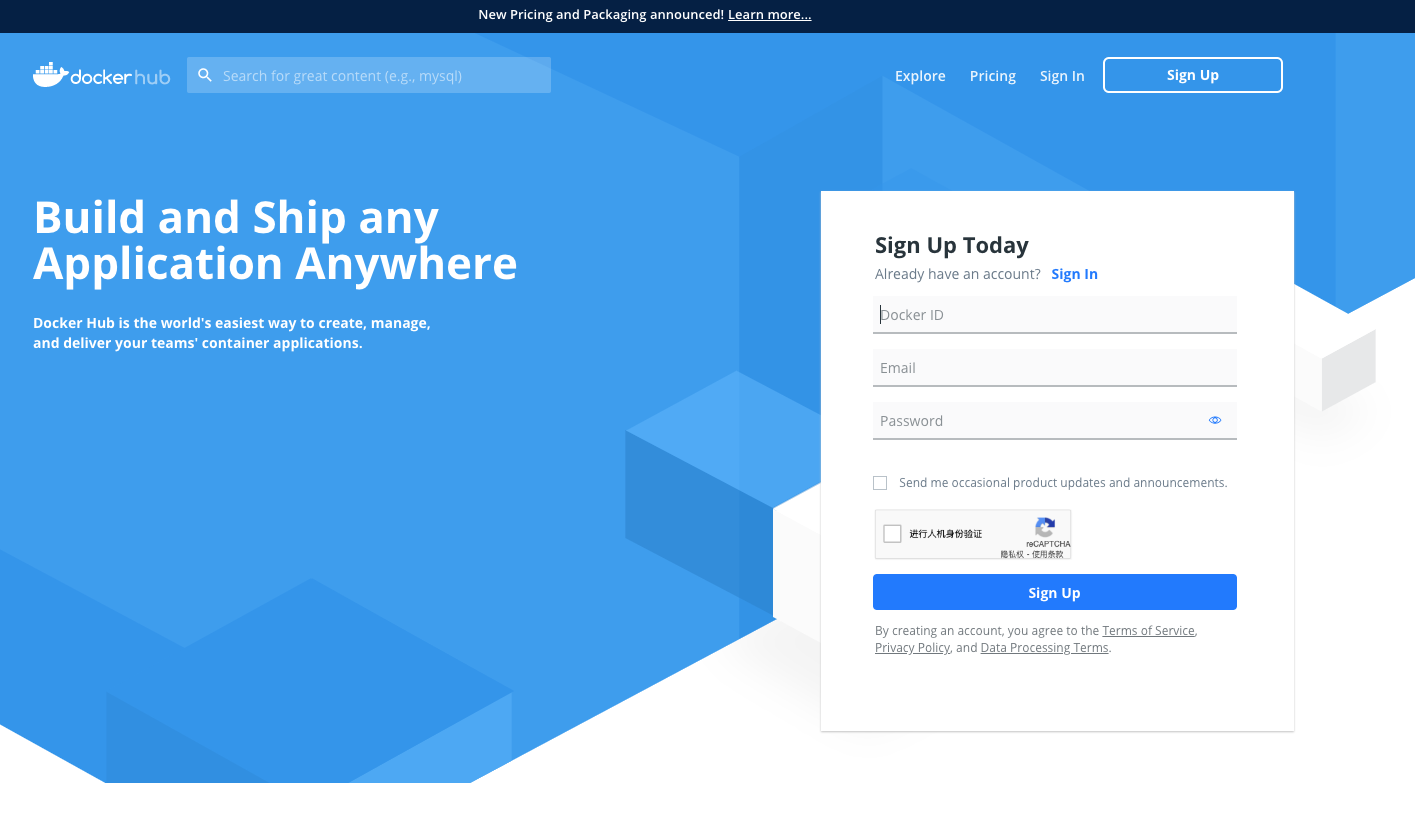 New Pricing and Packaging announced! Learn more...
docker hub
Search for great content (e.g., mysql)
Explore
Pricing
Sign In
Sign Up
Build and Ship any
Application Anywhere
Docker Hub is the world's easiest way to create, manage,
and deliver your teams' container applications.
Sign Up Today
Already have an account? Sign In
Docker ID
Email
Password
Send me occasional product updates and announcements.
进行人机身份验证
reCAPTCHA
隐私权 - 使用条款
Sign Up
By creating an account, you agree to the Terms of Service,
Privacy Policy, and Data Processing Terms.